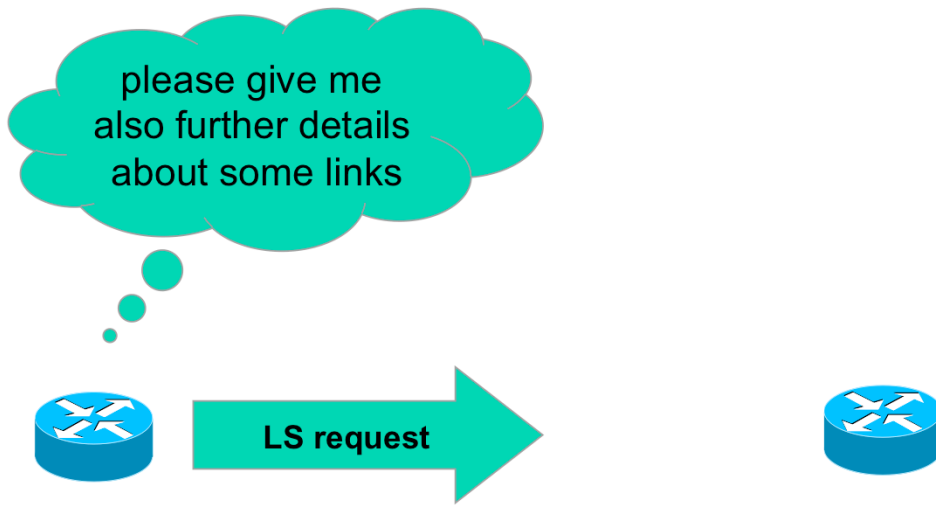 please give me
also further details
about some links
LS request